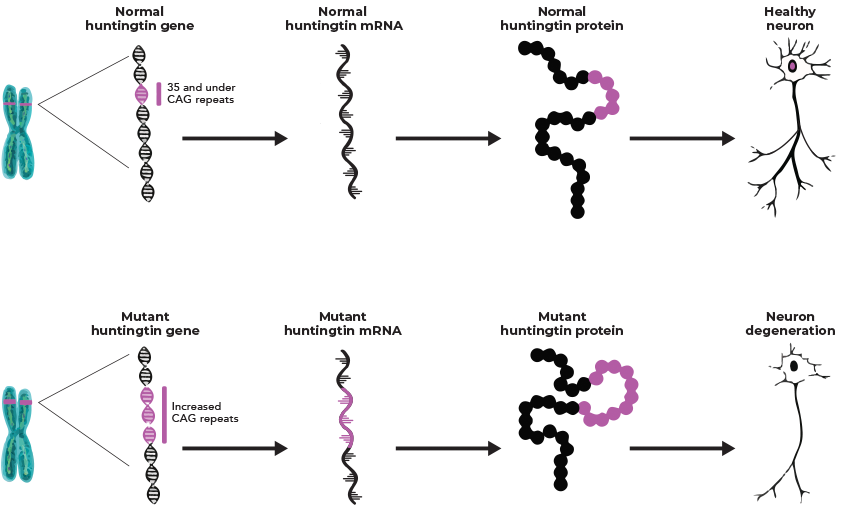 Normal
huntingtin gene
Normal
huntingtin mRNA
Normal
huntingtin protein
Healthy
neuron
35 and under
CAG repeats
Mutant
huntingtin gene
Mutant
huntingtin mRNA
Mutant
huntingtin protein
Neuron
degeneration
Increased
CAG repeats